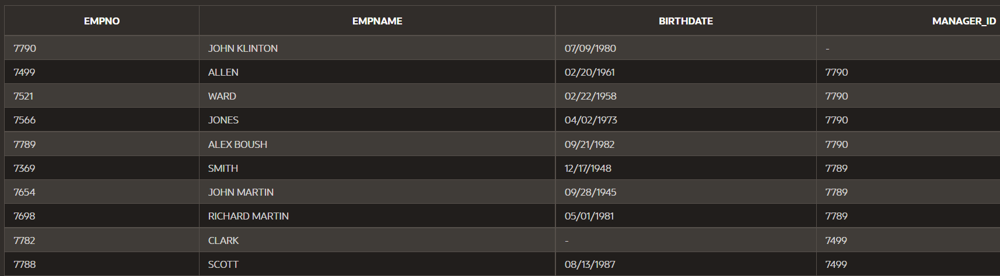 EMPNO EMPNAME BIRTHDATE MANAGER_ID
7790 JOHN KLINTON 07/09/1980 -
7499 ALLEN 02/20/1961 7790
7521 WARD 02/22/1958 7790
7566 JONES 04/02/1973 7790
7789 ALEX BOUSH 09/21/1982 7790
7369 SMITH 12/17/1948 7789
7654 JOHN MARTIN 09/28/1945 7789
7698 RICHARD MARTIN 05/01/1981 7789
7782 CLARK - 7499
7788 SCOTT 08/13/1987 7499